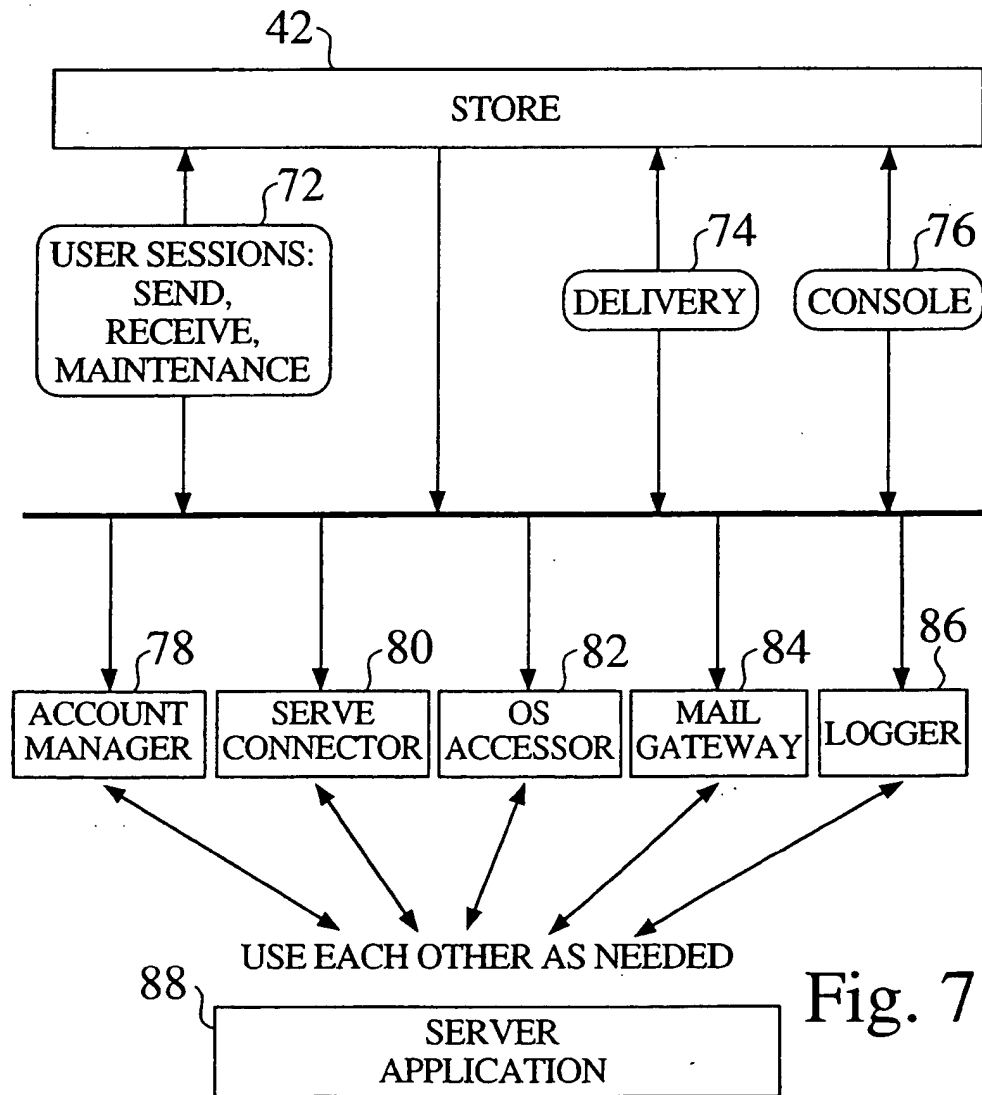 42
STORE
72
USER SESSIONS:
SEND,
RECEIVE,
MAINTENANCE
74
DELIVERY
76
CONSOLE
78
ACCOUNT
MANAGER
80
SERVE
CONNECTOR
82
OS
ACCESSOR
84
MAIL
GATEWAY
86
LOGGER
USE EACH OTHER AS NEEDED
88
SERVER
APPLICATION
Fig. 7